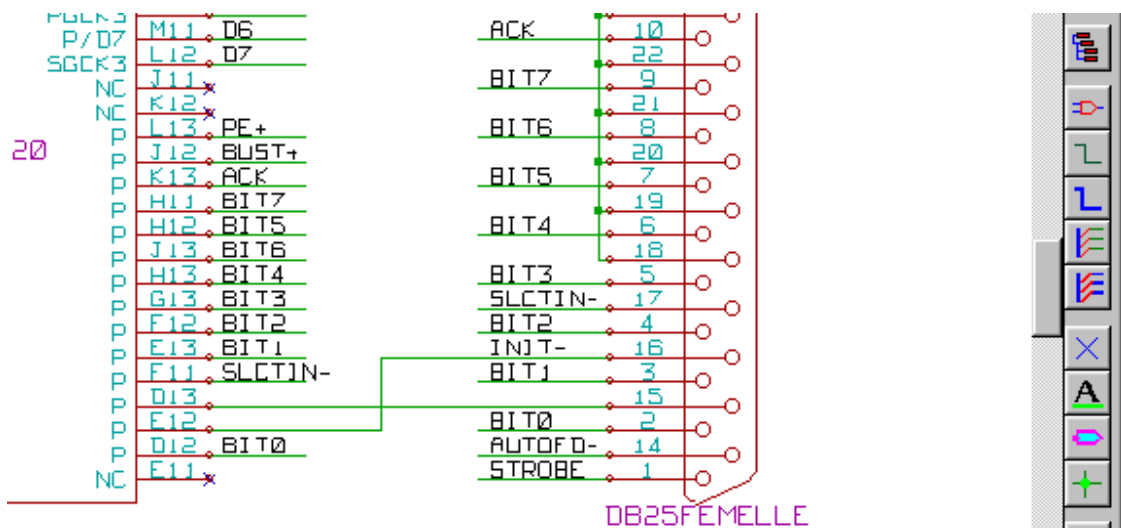 PGCK3
P/D7 M11 D6 ACK 10
SGCK3 L12 D7 22
NC J11 BIT7 9
NC K12 21
P L13 PE+ BIT6 8
20 P J12 BUST+ 20
P K13 ACK BIT5 7
P H11 BIT7 19
P H12 BIT5 BIT4 6
P J13 BIT6 18
P H13 BIT4 BIT3 5
P G13 BIT3 SLCTIN- 17
P F12 BIT2 BIT2 4
P E13 BIT1 INIT- 16
P F11 SLCTIN- BIT1 3
P D13 15
P E12 BIT0 2
P D12 BIT0 AUTOFD- 14
NC E11 STROBE 1
DB25FEMELLE
A